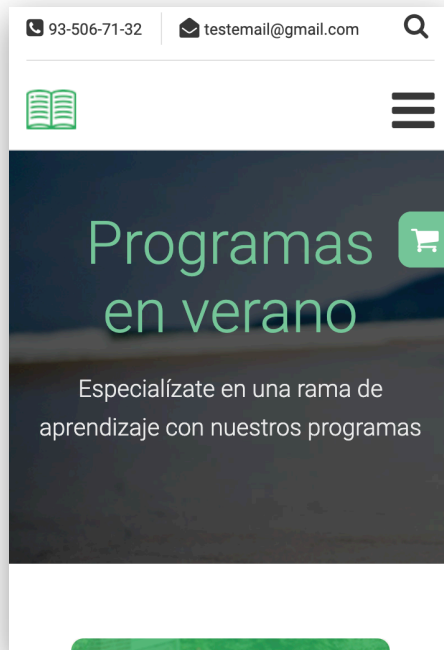 93-506-71-32 testemail@gmail.com
Programas
en verano
Especialízate en una rama de
aprendizaje con nuestros programas